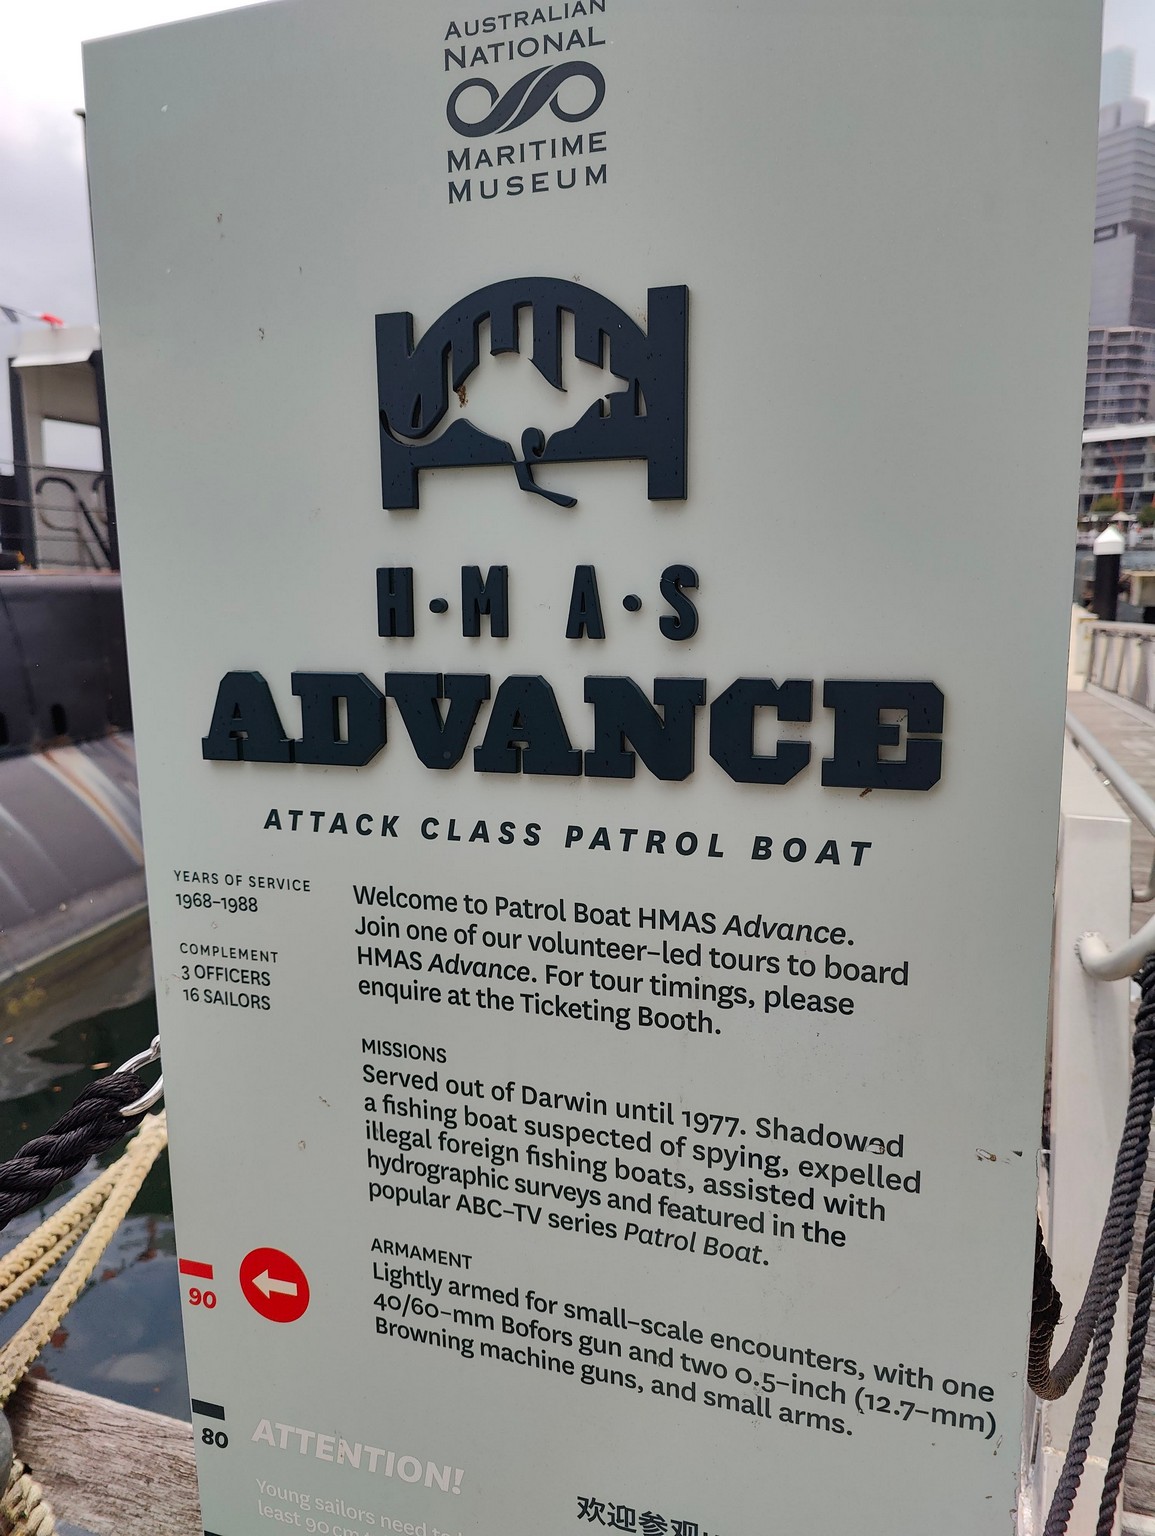 AUSTRALIAN
NATIONAL
MARITIME
MUSEUM
H·M A·S
ADVANCE
ATTACK CLASS PATROL BOAT
YEARS OF SERVICE
1968–1988
COMPLEMENT
3 OFFICERS
16 SAILORS
Welcome to Patrol Boat HMAS Advance.
Join one of our volunteer–led tours to board
HMAS Advance. For tour timings, please
enquire at the Ticketing Booth.
MISSIONS
Served out of Darwin until 1977. Shadowed
a fishing boat suspected of spying, expelled
illegal foreign fishing boats, assisted with
hydrographic surveys and featured in the
popular ABC–TV series Patrol Boat.
ARMAMENT
Lightly armed for small–scale encounters, with one
40/60–mm Bofors gun and two 0.5–inch (12.7–mm)
Browning machine guns, and small arms.
90
80
ATTENTION!
Young sailors need to
least 90 cm
欢迎参观